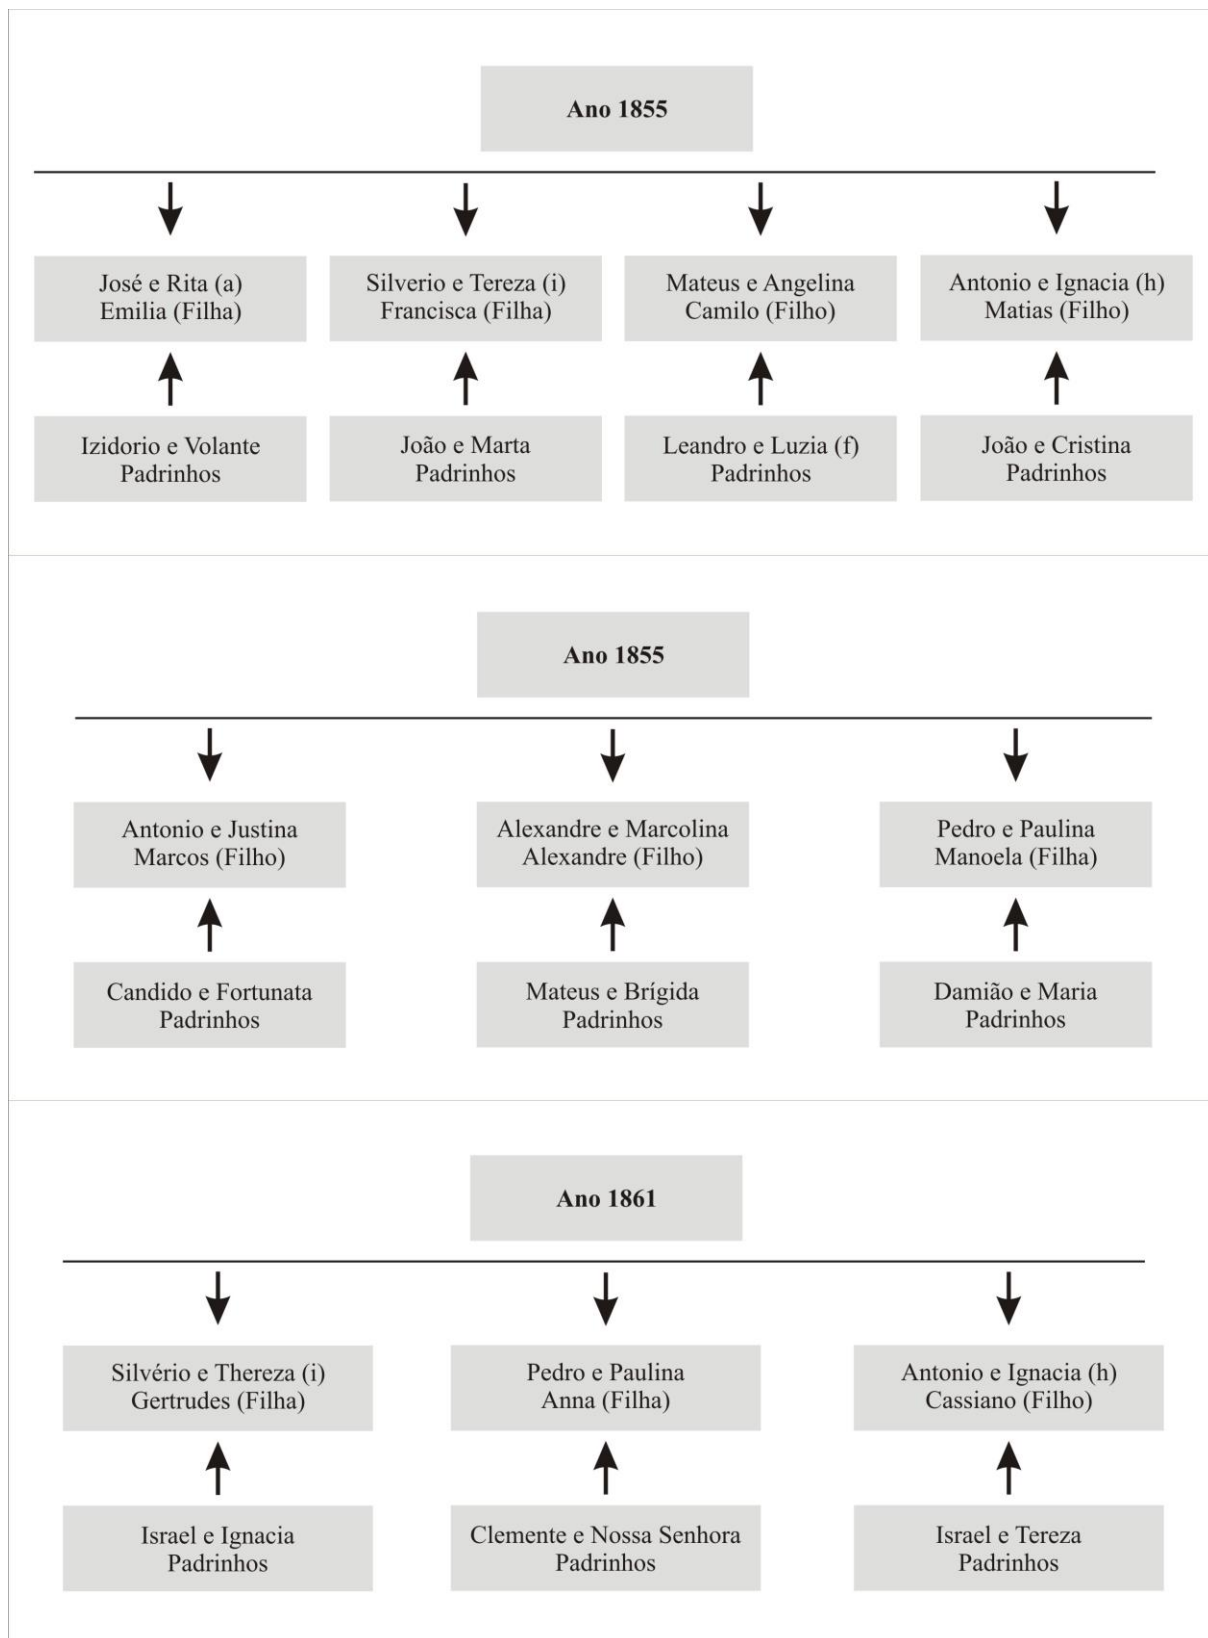 Ano 1855
José e Rita (a)
Emilia (Filha)
Silverio e Tereza (i)
Francisca (Filha)
Mateus e Angelina
Camilo (Filho)
Antonio e Ignacia (h)
Matias (Filho)
Izidorio e Volante
Padrinhos
João e Marta
Padrinhos
Leandro e Luzia (f)
Padrinhos
João e Cristina
Padrinhos
Ano 1855
Antonio e Justina
Marcos (Filho)
Alexandre e Marcolina
Alexandre (Filho)
Pedro e Paulina
Manoela (Filha)
Candido e Fortunata
Padrinhos
Mateus e Brígida
Padrinhos
Damião e Maria
Padrinhos
Ano 1861
Silvério e Thereza (i)
Gertrudes (Filha)
Pedro e Paulina
Anna (Filha)
Antonio e Ignacia (h)
Cassiano (Filho)
Israel e Ignacia
Padrinhos
Clemente e Nossa Senhora
Padrinhos
Israel e Tereza
Padrinhos